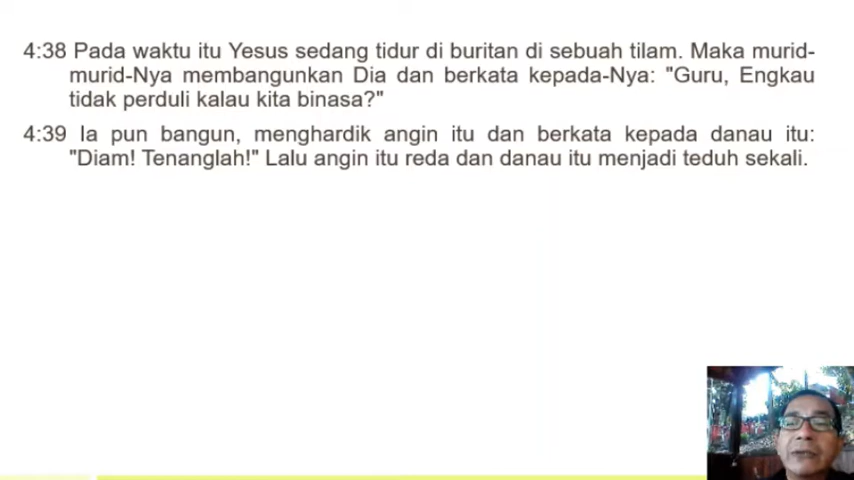 4:38 Pada waktu itu Yesus sedang tidur di buritan di sebuah tilam. Maka murid-
murid-Nya membangunkan Dia dan berkata kepada-Nya: "Guru, Engkau
tidak perduli kalau kita binasa?"
4:39 Ia pun bangun, menghardik angin itu dan berkata kepada danau itu:
"Diam! Tenanglah!" Lalu angin itu reda dan danau itu menjadi teduh sekali.